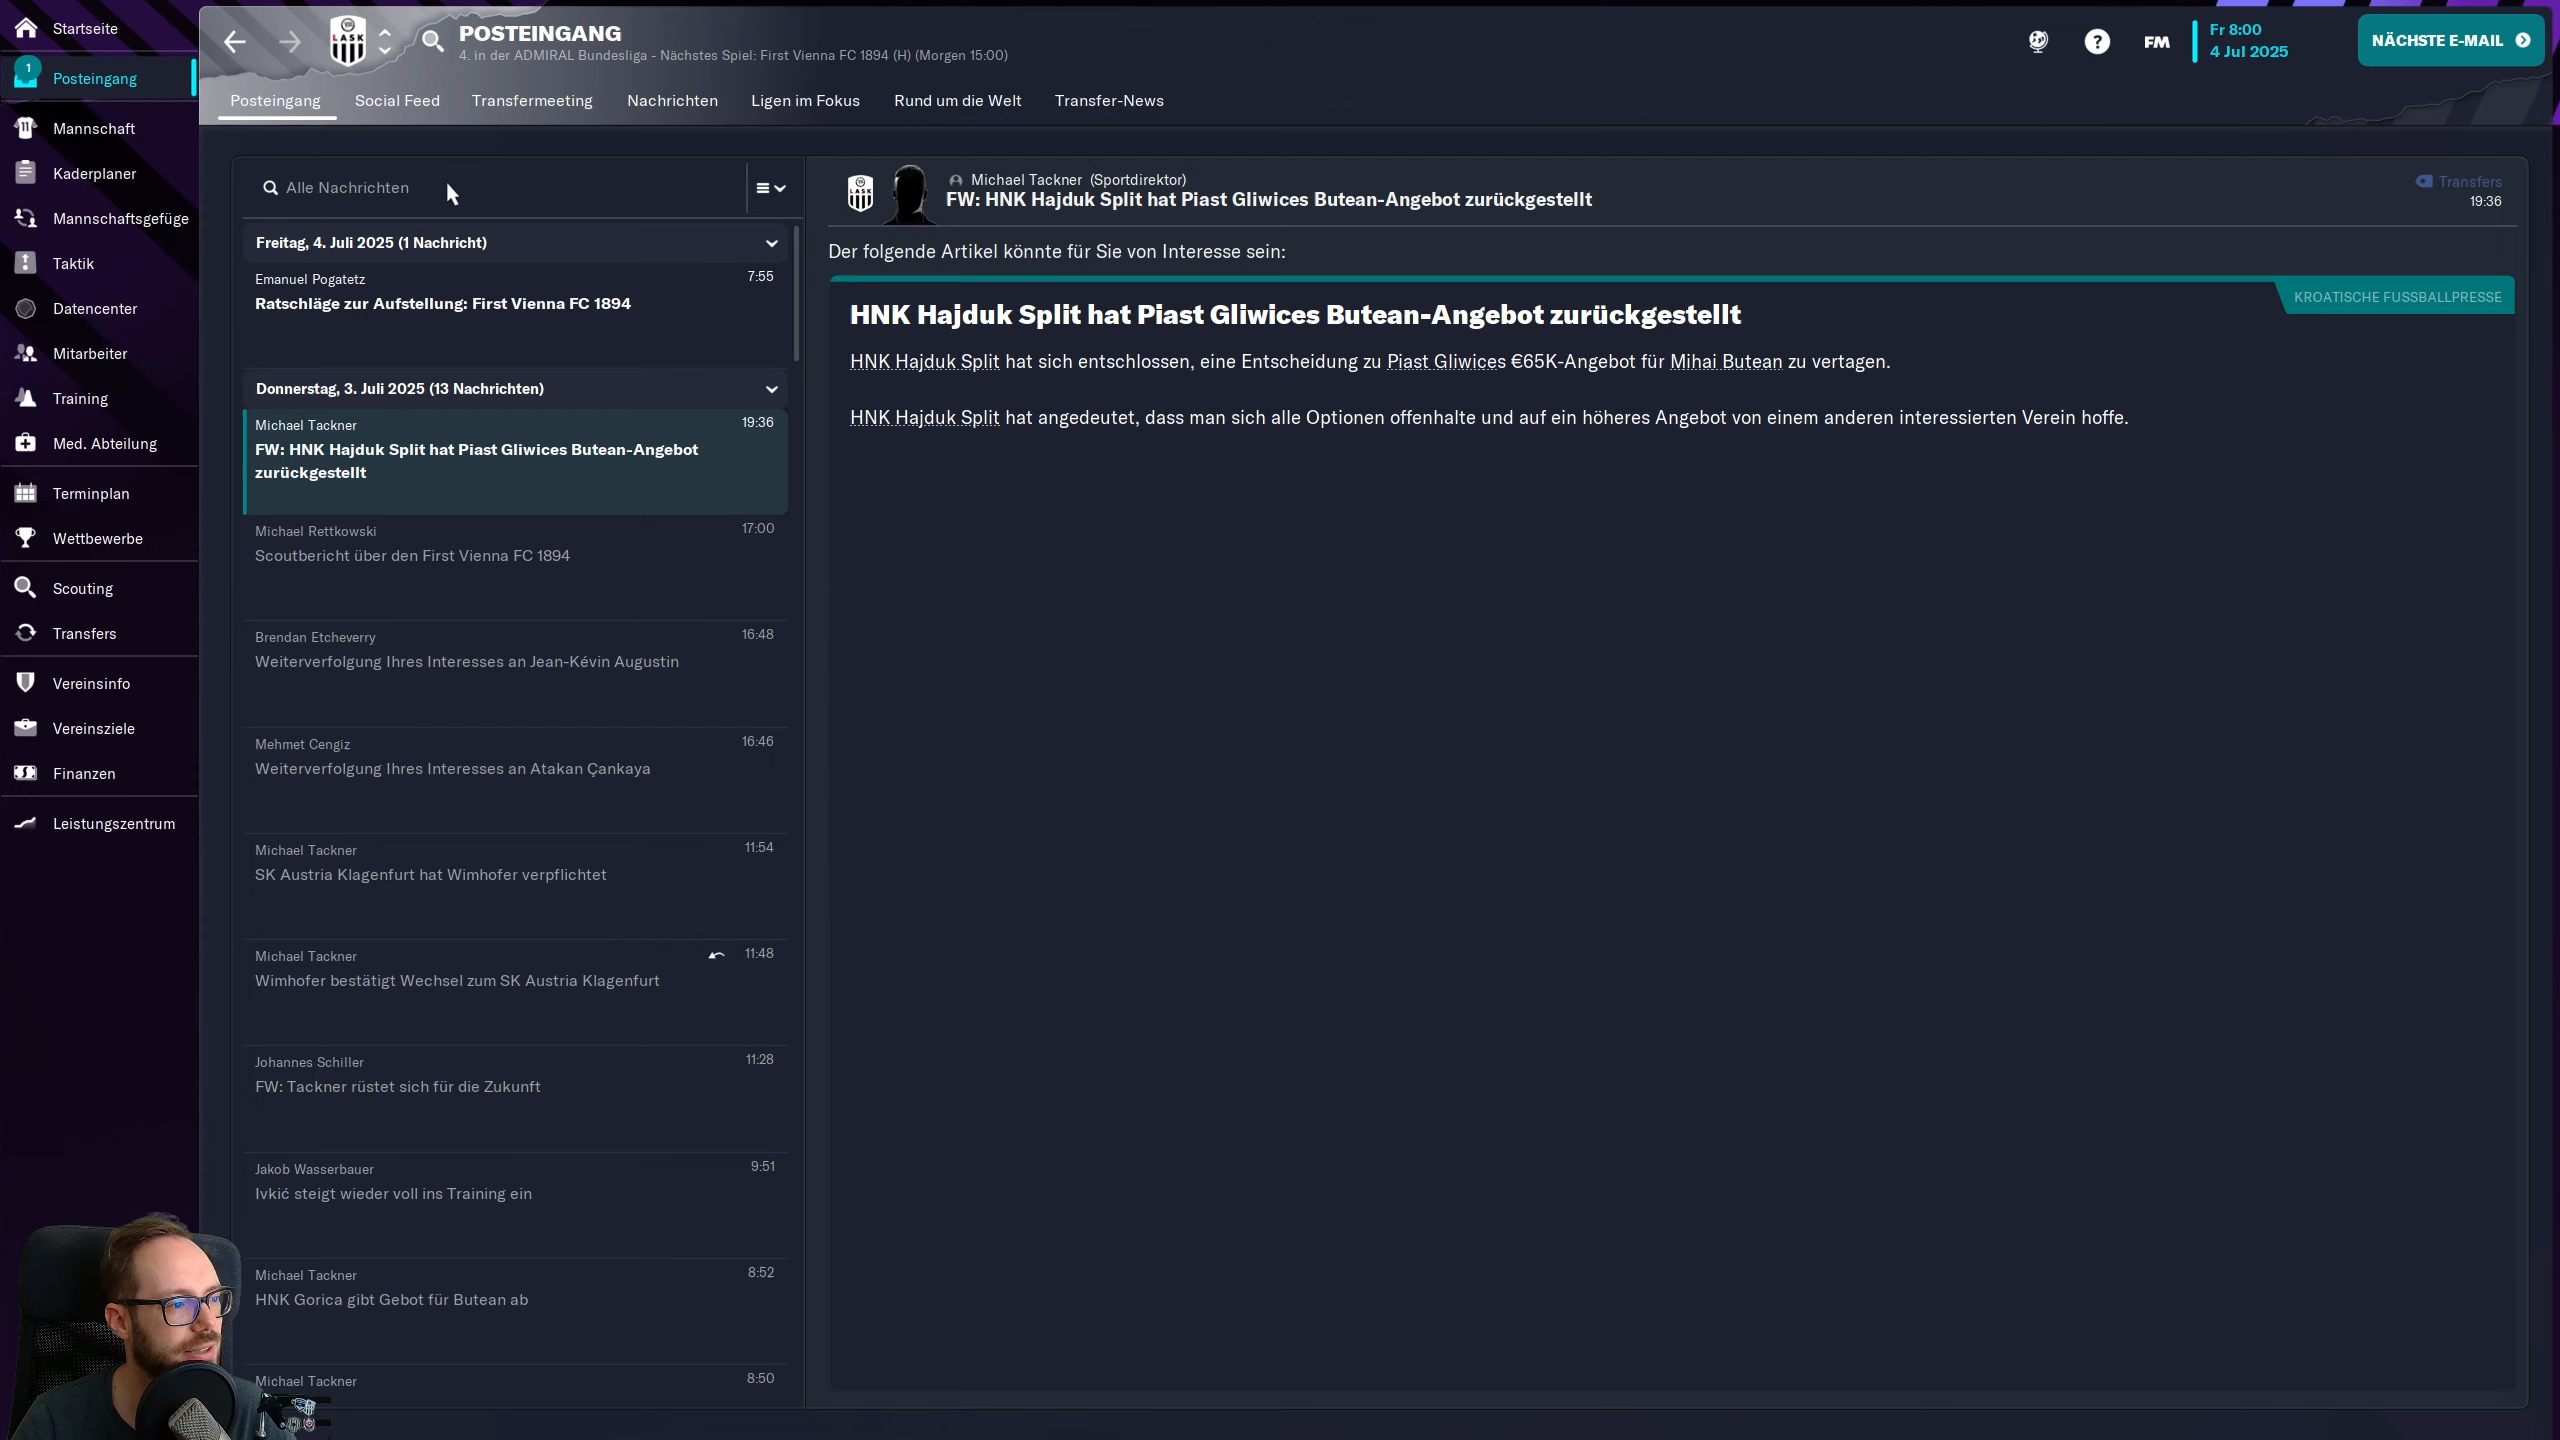 Startseite
1
Posteingang
Mannschaft
Kaderplaner
Mannschaftsgefüge
Taktik
Datencenter
Mitarbeiter
Training
Med. Abteilung
Terminplan
Wettbewerbe
Scouting
Transfers
Vereinsinfo
Vereinsziele
Finanzen
Leistungszentrum
LASK
POSTEINGANG
4. in der ADMIRAL Bundesliga - Nächstes Spiel: First Vienna FC 1894 (H) (Morgen 15:00)
FM
Fr 8:00
4 Jul 2025
NÄCHSTE E-MAIL
Posteingang
Social Feed
Transfermeeting
Nachrichten
Ligen im Fokus
Rund um die Welt
Transfer-News
Alle Nachrichten
Freitag, 4. Juli 2025 (1 Nachricht)
Emanuel Pogatetz 7:55
Ratschläge zur Aufstellung: First Vienna FC 1894
Donnerstag, 3. Juli 2025 (13 Nachrichten)
Michael Tackner 19:36
FW: HNK Hajduk Split hat Piast Gliwices Butean-Angebot
zurückgestellt
Michael Rettkowski 17:00
Scoutbericht über den First Vienna FC 1894
Brendan Etcheverry 16:48
Weiterverfolgung Ihres Interesses an Jean-Kévin Augustin
Mehmet Cengiz 16:46
Weiterverfolgung Ihres Interesses an Atakan Çankaya
Michael Tackner 11:54
SK Austria Klagenfurt hat Wimhofer verpflichtet
Michael Tackner 11:48
Wimhofer bestätigt Wechsel zum SK Austria Klagenfurt
Johannes Schiller 11:28
FW: Tackner rüstet sich für die Zukunft
Jakob Wasserbauer 9:51
Ivkić steigt wieder voll ins Training ein
Michael Tackner 8:52
HNK Gorica gibt Gebot für Butean ab
Michael Tackner 8:50
LASK
Michael Tackner (Sportdirektor)
FW: HNK Hajduk Split hat Piast Gliwices Butean-Angebot zurückgestellt
Transfers
19:36
Der folgende Artikel könnte für Sie von Interesse sein:
KROATISCHE FUSSBALLPRESSE
HNK Hajduk Split hat Piast Gliwices Butean-Angebot zurückgestellt
HNK Hajduk Split hat sich entschlossen, eine Entscheidung zu Piast Gliwices €65K-Angebot für Mihai Butean zu vertagen.
HNK Hajduk Split hat angedeutet, dass man sich alle Optionen offenhalte und auf ein höheres Angebot von einem anderen interessierten Verein hoffe.